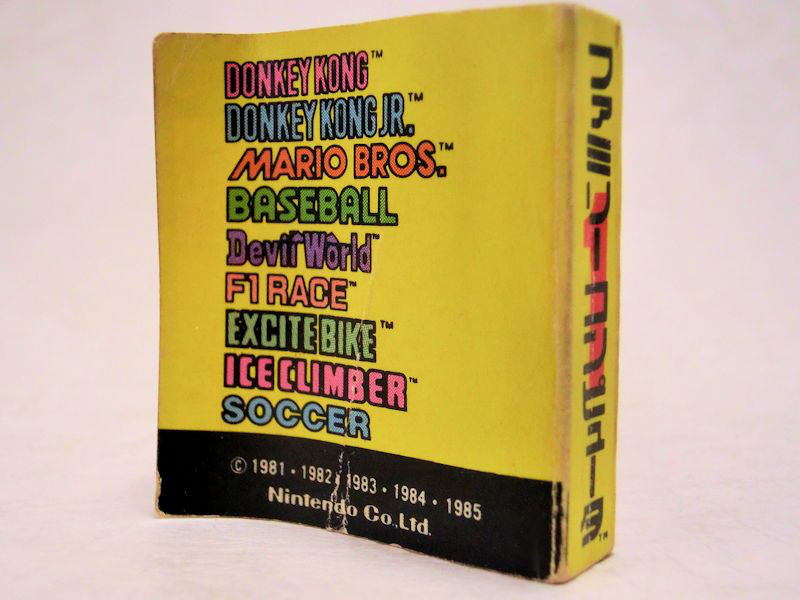 DONKEY KONG™
DONKEY KONG JR.™
MARIO BROS.™
BASEBALL
Devil World™
F1 RACE™
EXCITE BIKE™
ICE CLIMBER™
SOCCER
© 1981・1982・1983・1984・1985
Nintendo Co.,Ltd.
ファミリーコンピュータ™